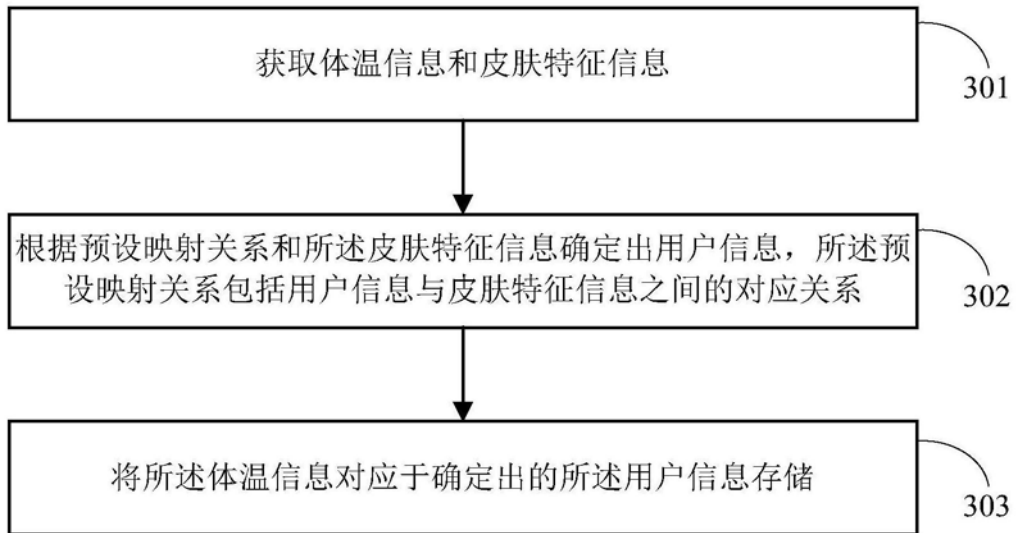 获取体温信息和皮肤特征信息
301
根据预设映射关系和所述皮肤特征信息确定出用户信息，所述预
设映射关系包括用户信息与皮肤特征信息之间的对应关系
302
将所述体温信息对应于确定出的所述用户信息存储
303